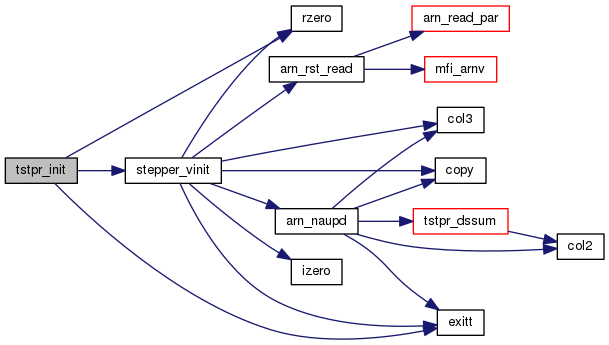 rzero
arn_read_par
arn_rst_read
mfi_arnv
col3
tstpr_init
stepper_vinit
copy
arn_naupd
tstpr_dssum
col2
izero
exitt